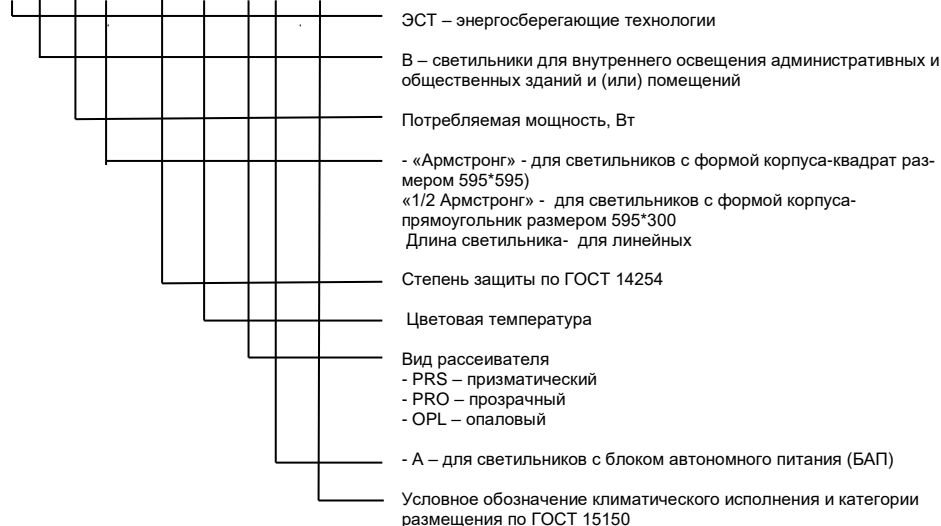 ЭСТ – энергосберегающие технологии
В – светильники для внутреннего освещения административных и
общественных зданий и (или) помещений
Потребляемая мощность, Вт
- «Армстронг» - для светильников с формой корпуса-квадрат раз-
мером 595*595)
«1/2 Армстронг» - для светильников с формой корпуса-
прямоугольник размером 595*300
Длина светильника- для линейных
Степень защиты по ГОСТ 14254
Цветовая температура
Вид рассеивателя
- PRS – призматический
- PRO – прозрачный
- OPL – опаловый
- А – для светильников с блоком автономного питания (БАП)
Условное обозначение климатического исполнения и категории
размещения по ГОСТ 15150